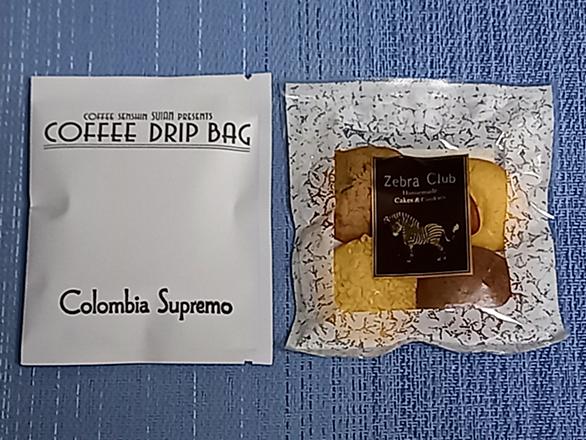 COFFEE SENSHIN SUIAN PRESENTS
COFFEE DRIP BAG
Colombia Supremo
Zebra Club
Homemade
Cakes & Cookies